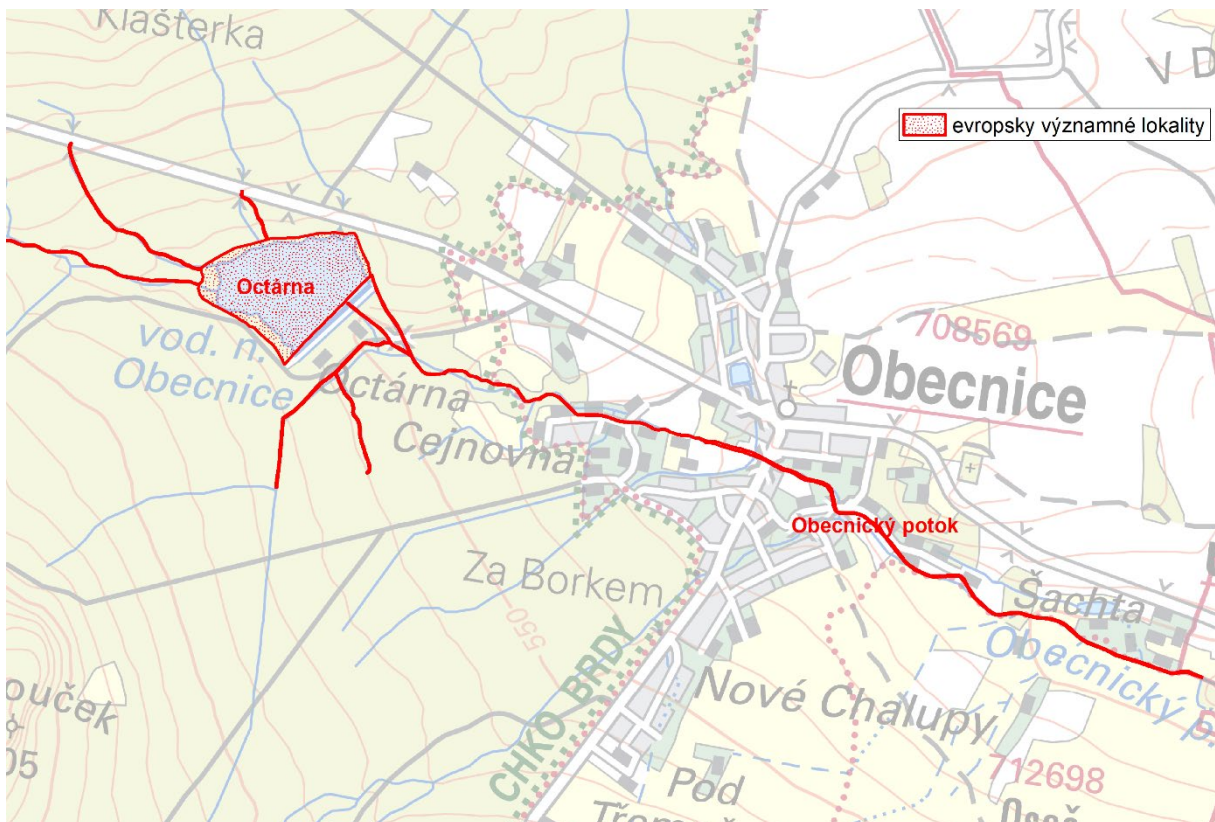 Klášterka
V D
evropsky významné lokality
Octárna
vod. n.
Obecnice
Octárna
Cejnovna
708569
Obecnice
Obecnický potok
Za Borkem
550
CHKO BRDY
Šachta
Obecnický p.
Nové Chalupy
712698
Pod
ouček
05